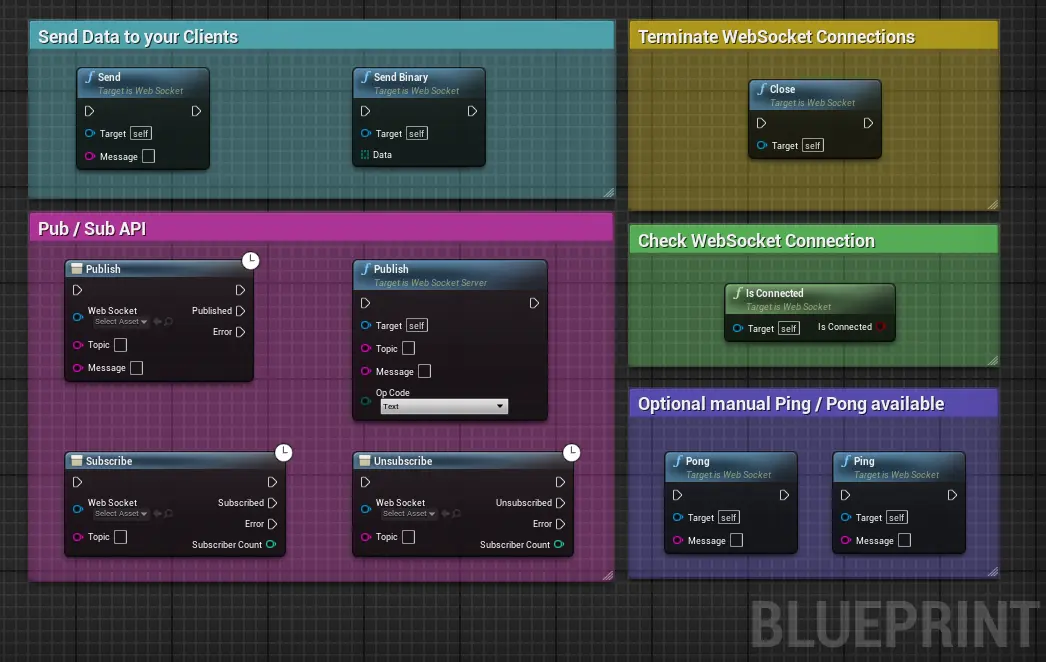 Send Data to your Clients
Send
Target is Web Socket
Target self
Message
Send Binary
Target is Web Socket
Target self
Data
Terminate WebSocket Connections
Close
Target is Web Socket
Target self
Pub / Sub API
Publish
Web Socket
Select Asset
Published
Error
Topic
Message
Publish
Target is Web Socket Server
Target self
Topic
Message
Op Code
Text
Subscribe
Web Socket
Select Asset
Subscribed
Error
Topic
Subscriber Count
Unsubscribe
Web Socket
Select Asset
Unsubscribed
Error
Topic
Subscriber Count
Check WebSocket Connection
Is Connected
Target is Web Socket
Target self
Is Connected
Optional manual Ping / Pong available
Pong
Target is Web Socket
Target self
Message
Ping
Target is Web Socket
Target self
Message
BLUEPRINT